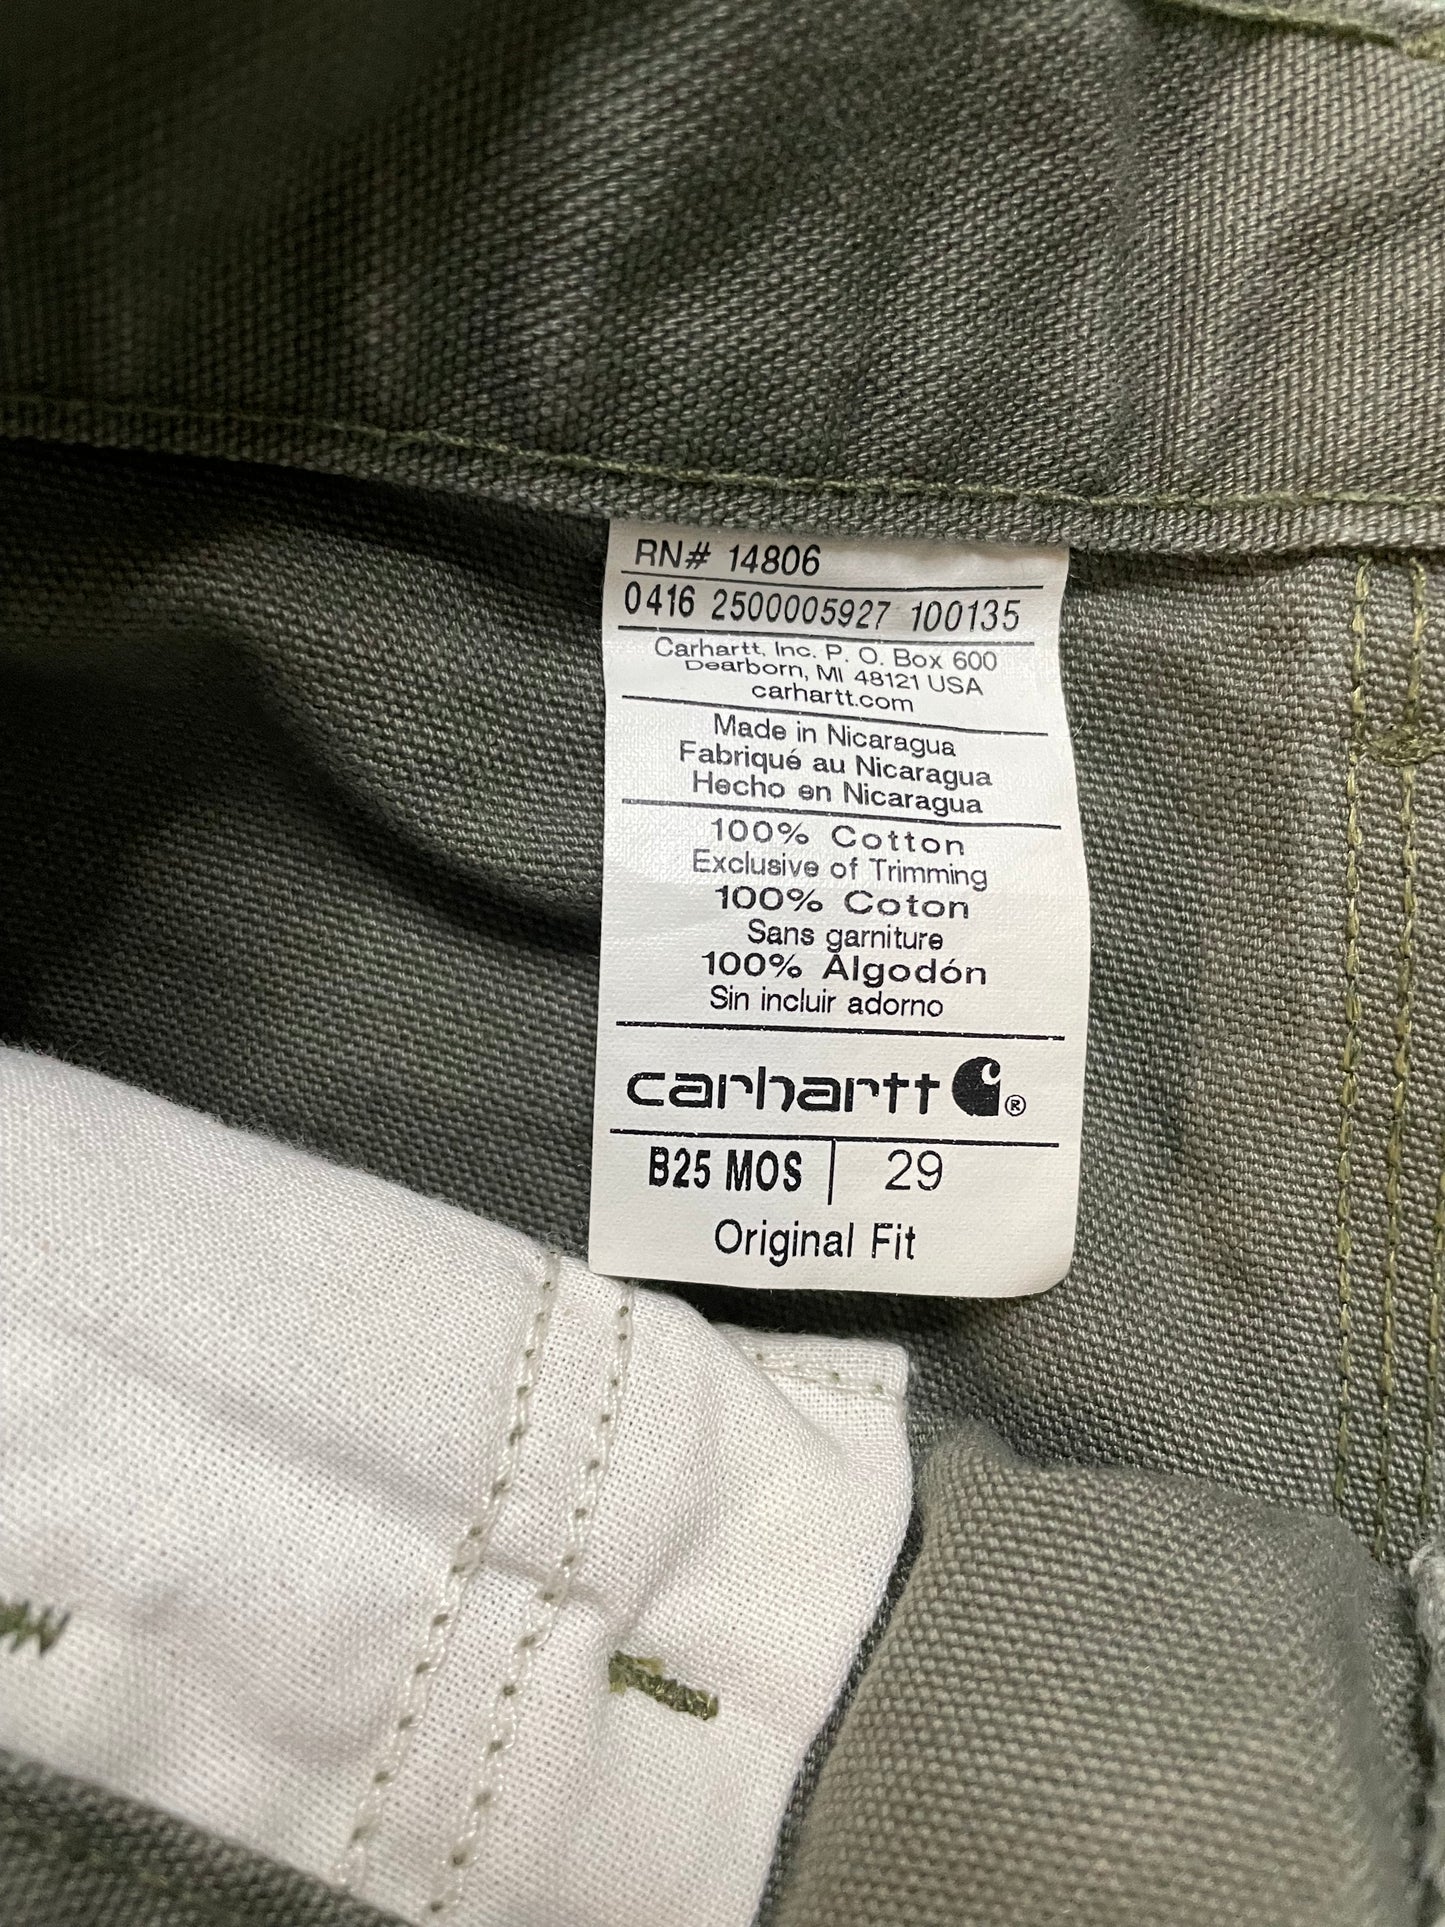 RN# 14806
0416 2500005927 100135
Carhartt, Inc. P. O. Box 600
Dearborn, MI 48121 USA
carhartt.com
Made in Nicaragua
Fabriqué au Nicaragua
Hecho en Nicaragua
100% Cotton
Exclusive of Trimming
100% Coton
Sans garniture
100% Algodón
Sin incluir adorno
carhartt ®
B25 MOS | 29
Original Fit